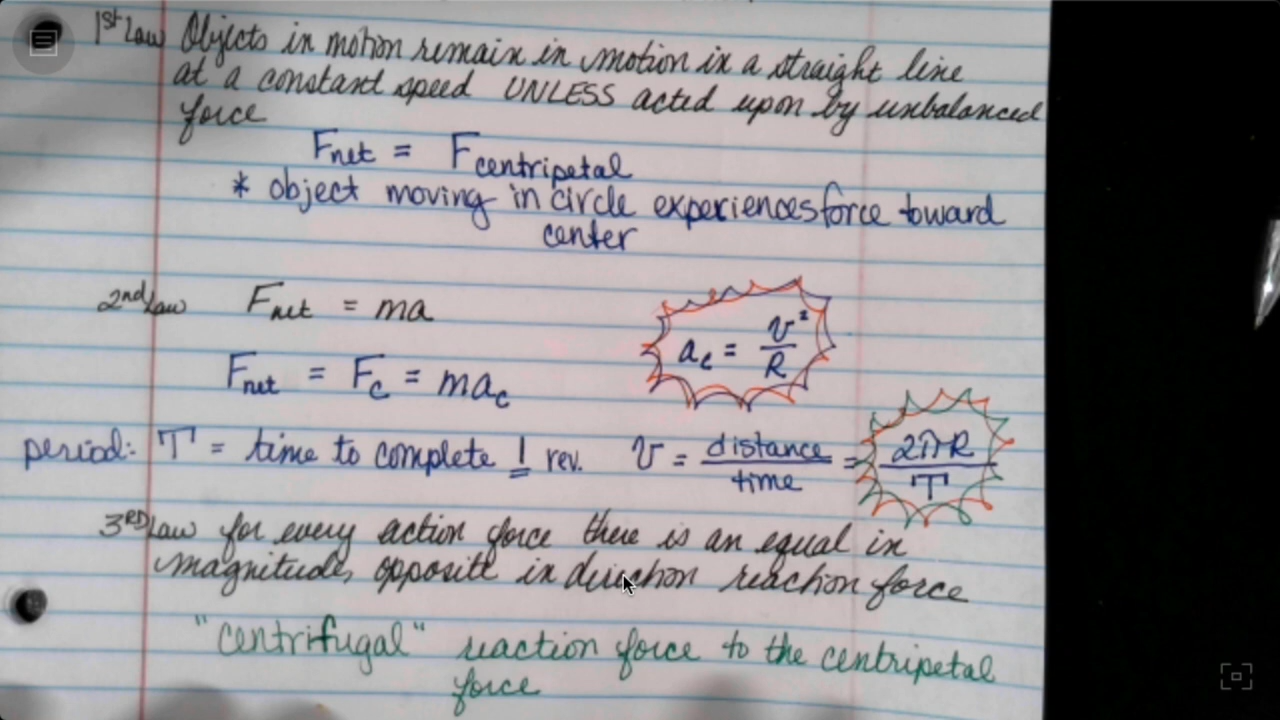 1st Law Objects in motion remain in motion in a straight line
at a constant speed UNLESS acted upon by unbalanced
force
Fnet = Fcentripetal
* object moving in circle experiences force toward
center
2nd Law Fnet = ma
ac = v²/R
Fnet = Fc = mac
period: T = time to complete 1 rev. v = distance/time = 2πR/T
3RD Law for every action force there is an equal in
magnitude, opposite in direction reaction force
"centrifugal" reaction force to the centripetal
force